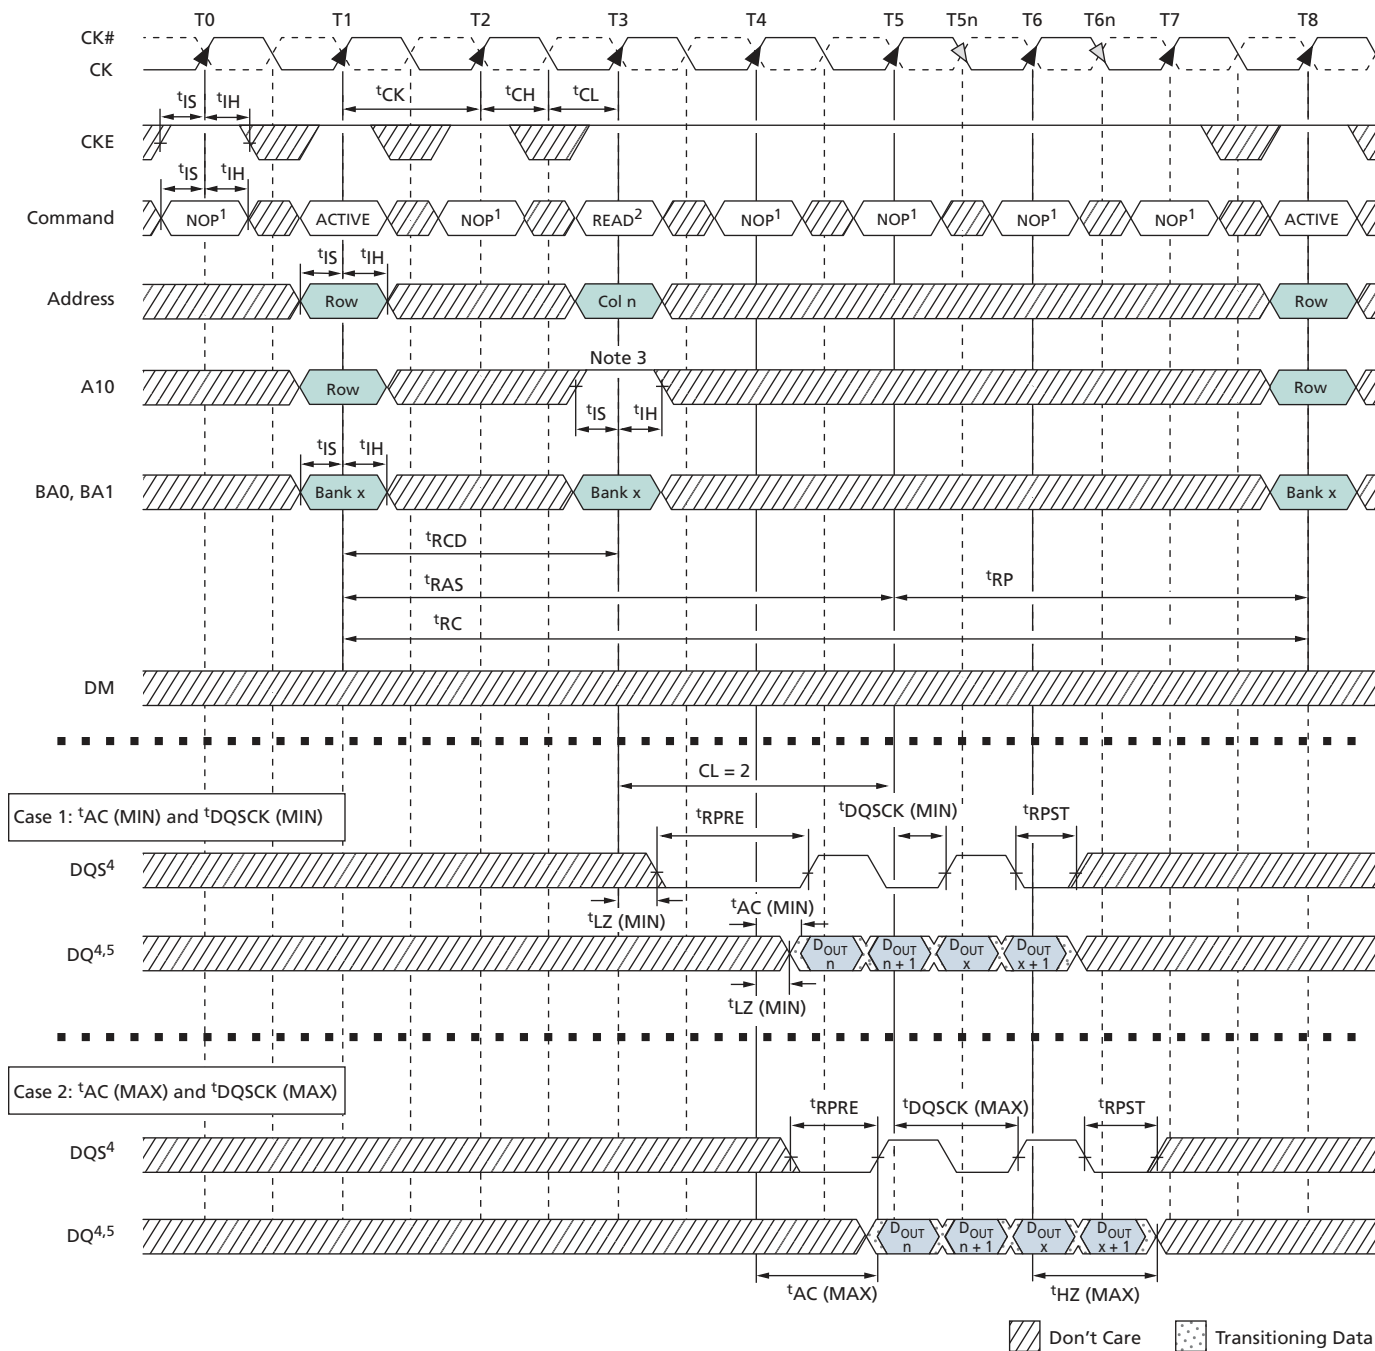 T0 T1 T2 T3 T4 T5 T5n T6 T6n T7 T8
CK#
CK
tIS tIH tCK tCH tCL
CKE
tIS tIH
Command NOP1 ACTIVE NOP1 READ2 NOP1 NOP1 NOP1 NOP1 ACTIVE
tIS tIH
Address Row Col n Row
Note 3
A10 Row Row
tIS tIH
tIS tIH
BA0, BA1 Bank x Bank x Bank x
tRCD
tRAS tRP
tRC
DM
CL = 2
Case 1: tAC (MIN) and tDQSCK (MIN)
tRPRE tDQSCK (MIN) tRPST
DQS4
tLZ (MIN) tAC (MIN)
DQ4,5 DOUT n DOUT n + 1 DOUT x DOUT x + 1
tLZ (MIN)
Case 2: tAC (MAX) and tDQSCK (MAX)
tRPRE tDQSCK (MAX) tRPST
DQS4
DQ4,5 DOUT n DOUT n + 1 DOUT x DOUT x + 1
tAC (MAX) tHZ (MAX)
Don't Care Transitioning Data